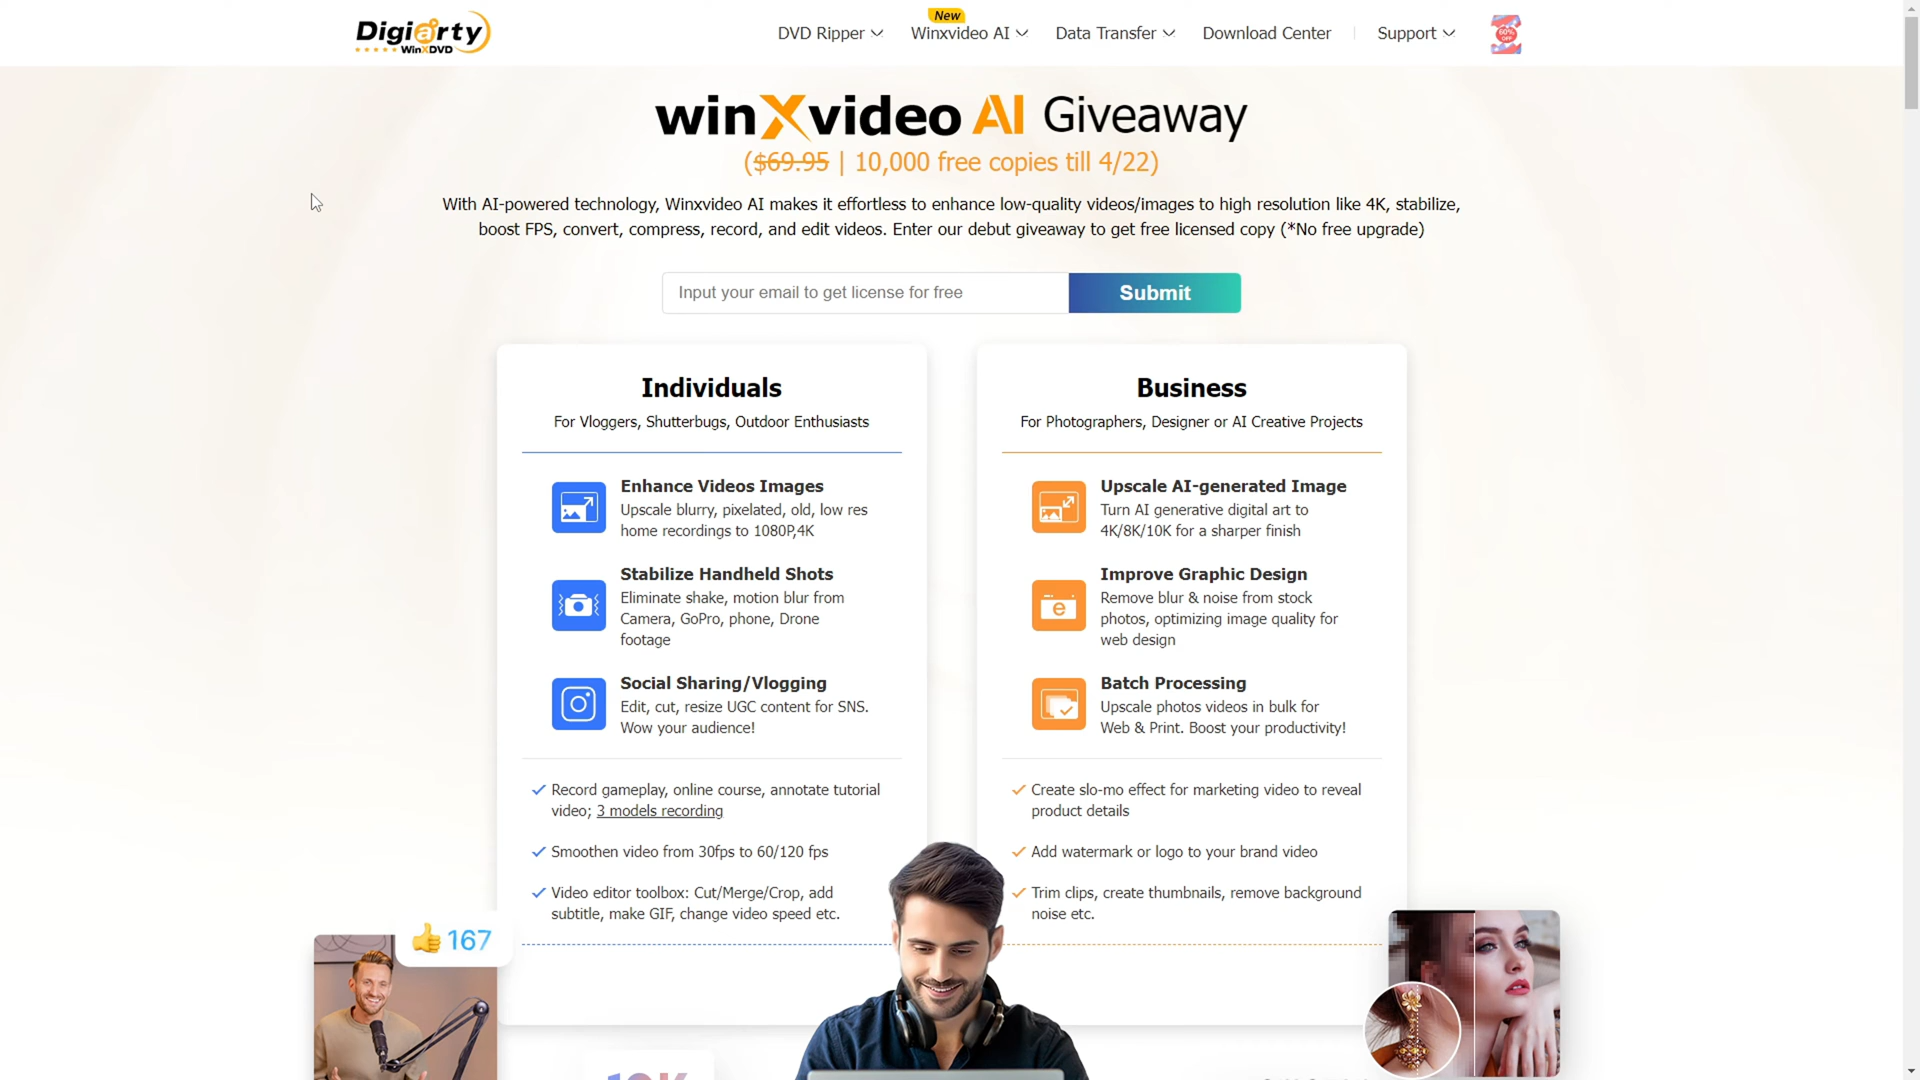 Digiarty
WinXDVD
DVD Ripper
New
Winxvideo AI
Data Transfer
Download Center
Support
60%
OFF
winXvideo AI Giveaway
($69.95 | 10,000 free copies till 4/22)
With AI-powered technology, Winxvideo AI makes it effortless to enhance low-quality videos/images to high resolution like 4K, stabilize,
boost FPS, convert, compress, record, and edit videos. Enter our debut giveaway to get free licensed copy (*No free upgrade)
Input your email to get license for free
Submit
Individuals
For Vloggers, Shutterbugs, Outdoor Enthusiasts
Enhance Videos Images
Upscale blurry, pixelated, old, low res
home recordings to 1080P,4K
Stabilize Handheld Shots
Eliminate shake, motion blur from
Camera, GoPro, phone, Drone
footage
Social Sharing/Vlogging
Edit, cut, resize UGC content for SNS.
Wow your audience!
Record gameplay, online course, annotate tutorial
video; 3 models recording
Smoothen video from 30fps to 60/120 fps
Video editor toolbox: Cut/Merge/Crop, add
subtitle, make GIF, change video speed etc.
Business
For Photographers, Designer or AI Creative Projects
Upscale AI-generated Image
Turn AI generative digital art to
4K/8K/10K for a sharper finish
Improve Graphic Design
Remove blur & noise from stock
photos, optimizing image quality for
web design
Batch Processing
Upscale photos videos in bulk for
Web & Print. Boost your productivity!
Create slo-mo effect for marketing video to reveal
product details
Add watermark or logo to your brand video
Trim clips, create thumbnails, remove background
noise etc.
167